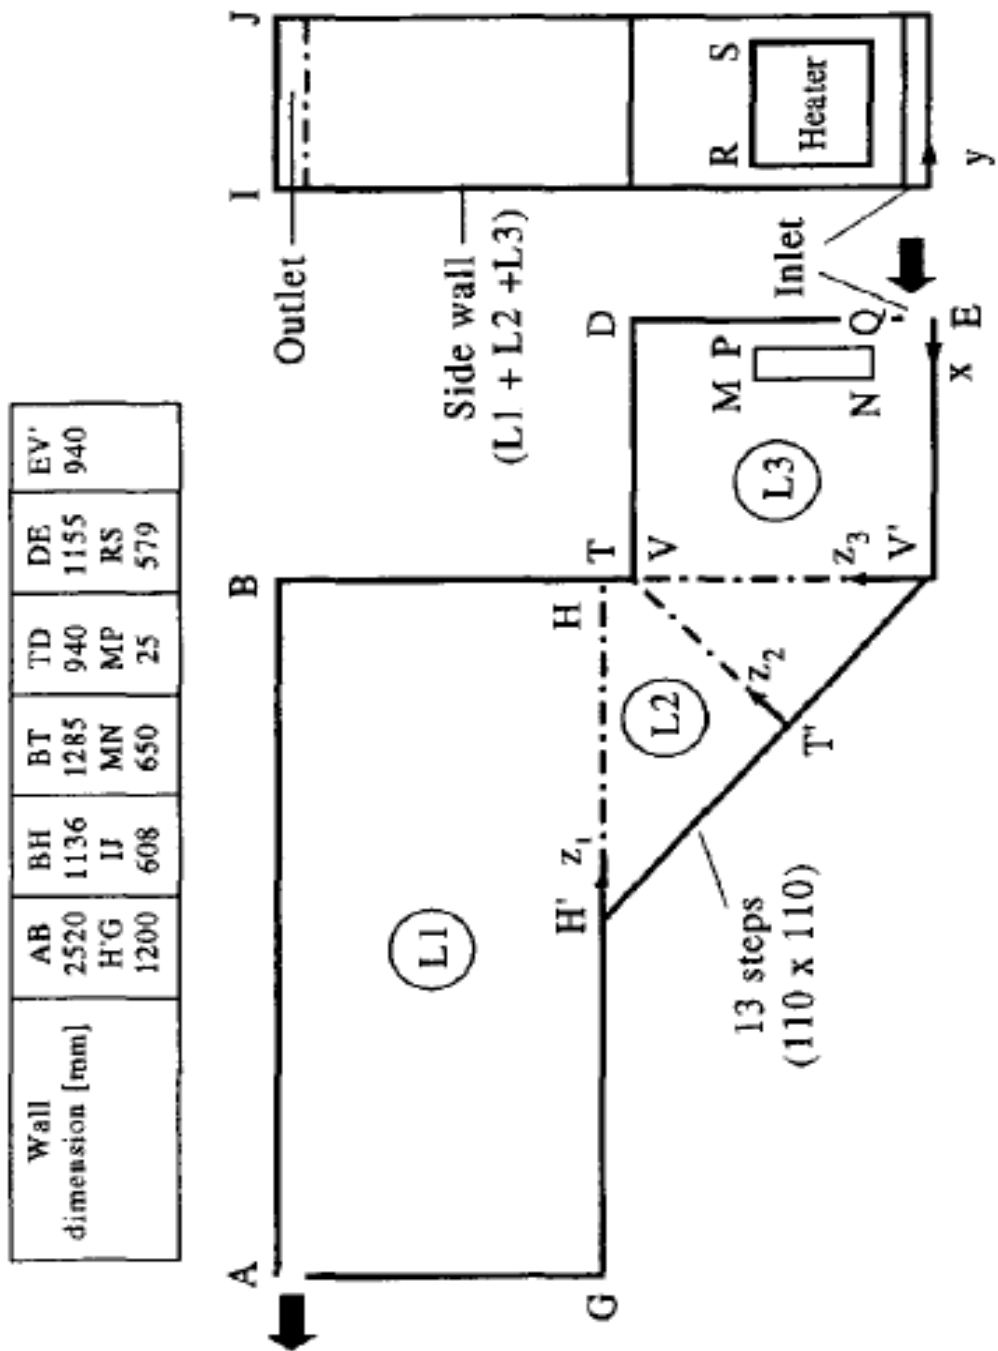 Wall AB BH BT TD DE EV'
dimension [mm] 2520 1136 1285 940 1155 940
H'G IJ MN MP RS
1200 608 650 25 579
A
B
I
J
Outlet
L1
Side wall
(L1 + L2 +L3)
G
H'
z1
H
T
V
D
L2
z2
T'
13 steps
(110 x 110)
L3
z3
V'
M P
N
Q
R S
Heater
Inlet
x
E
y